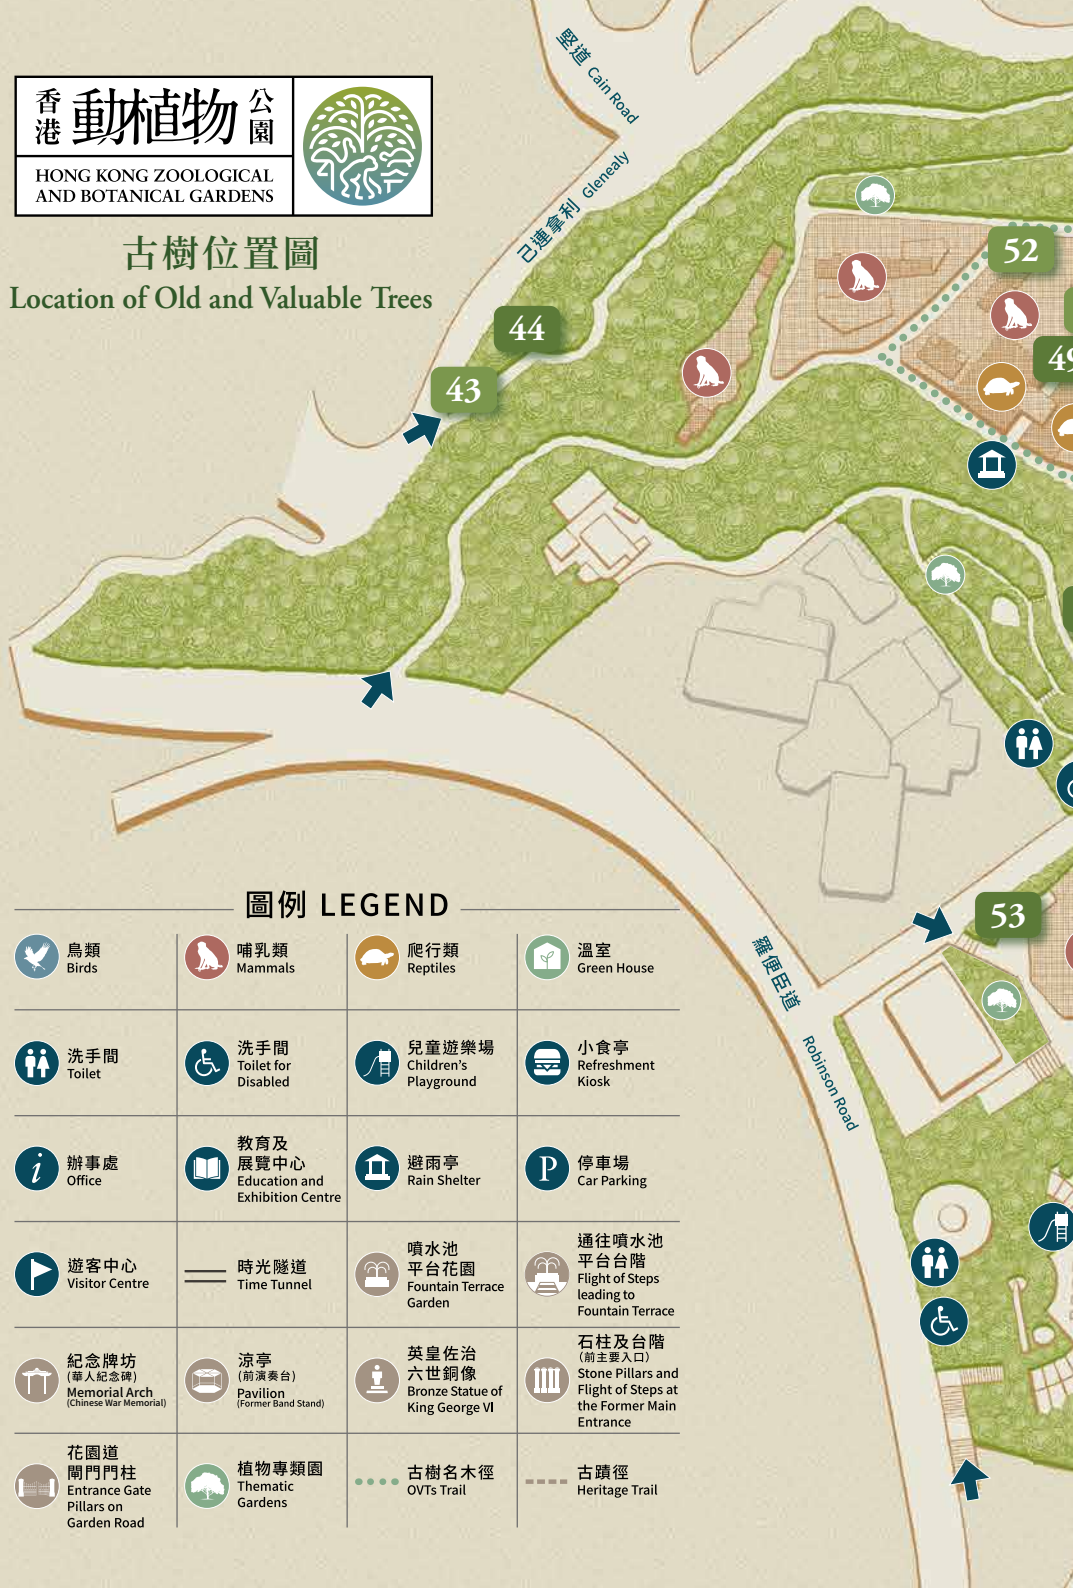 香港動植物公園
HONG KONG ZOOLOGICAL
AND BOTANICAL GARDENS
古樹位置圖
Location of Old and Valuable Trees
堅道 Cain Road
己連拿利 Glenealy
52
44
49
43
53
羅便臣道 Robinson Road
圖例 LEGEND
鳥類
Birds
哺乳類
Mammals
爬行類
Reptiles
溫室
Green House
洗手間
Toilet
洗手間
Toilet for
Disabled
兒童遊樂場
Children's
Playground
小食亭
Refreshment
Kiosk
i
辦事處
Office
教育及
展覽中心
Education and
Exhibition Centre
避雨亭
Rain Shelter
P
停車場
Car Parking
遊客中心
Visitor Centre
時光隧道
Time Tunnel
噴水池
平台花園
Fountain Terrace
Garden
通往噴水池
平台台階
Flight of Steps
leading to
Fountain Terrace
紀念牌坊
(華人紀念碑)
Memorial Arch
(Chinese War Memorial)
涼亭
(前演奏台)
Pavilion
(Former Band Stand)
英皇佐治
六世銅像
Bronze Statue of
King George VI
石柱及台階
(前主要入口)
Stone Pillars and
Flight of Steps at
the Former Main
Entrance
花園道
閘門門柱
Entrance Gate
Pillars on
Garden Road
植物專類園
Thematic
Gardens
古樹名木徑
OVTs Trail
古蹟徑
Heritage Trail